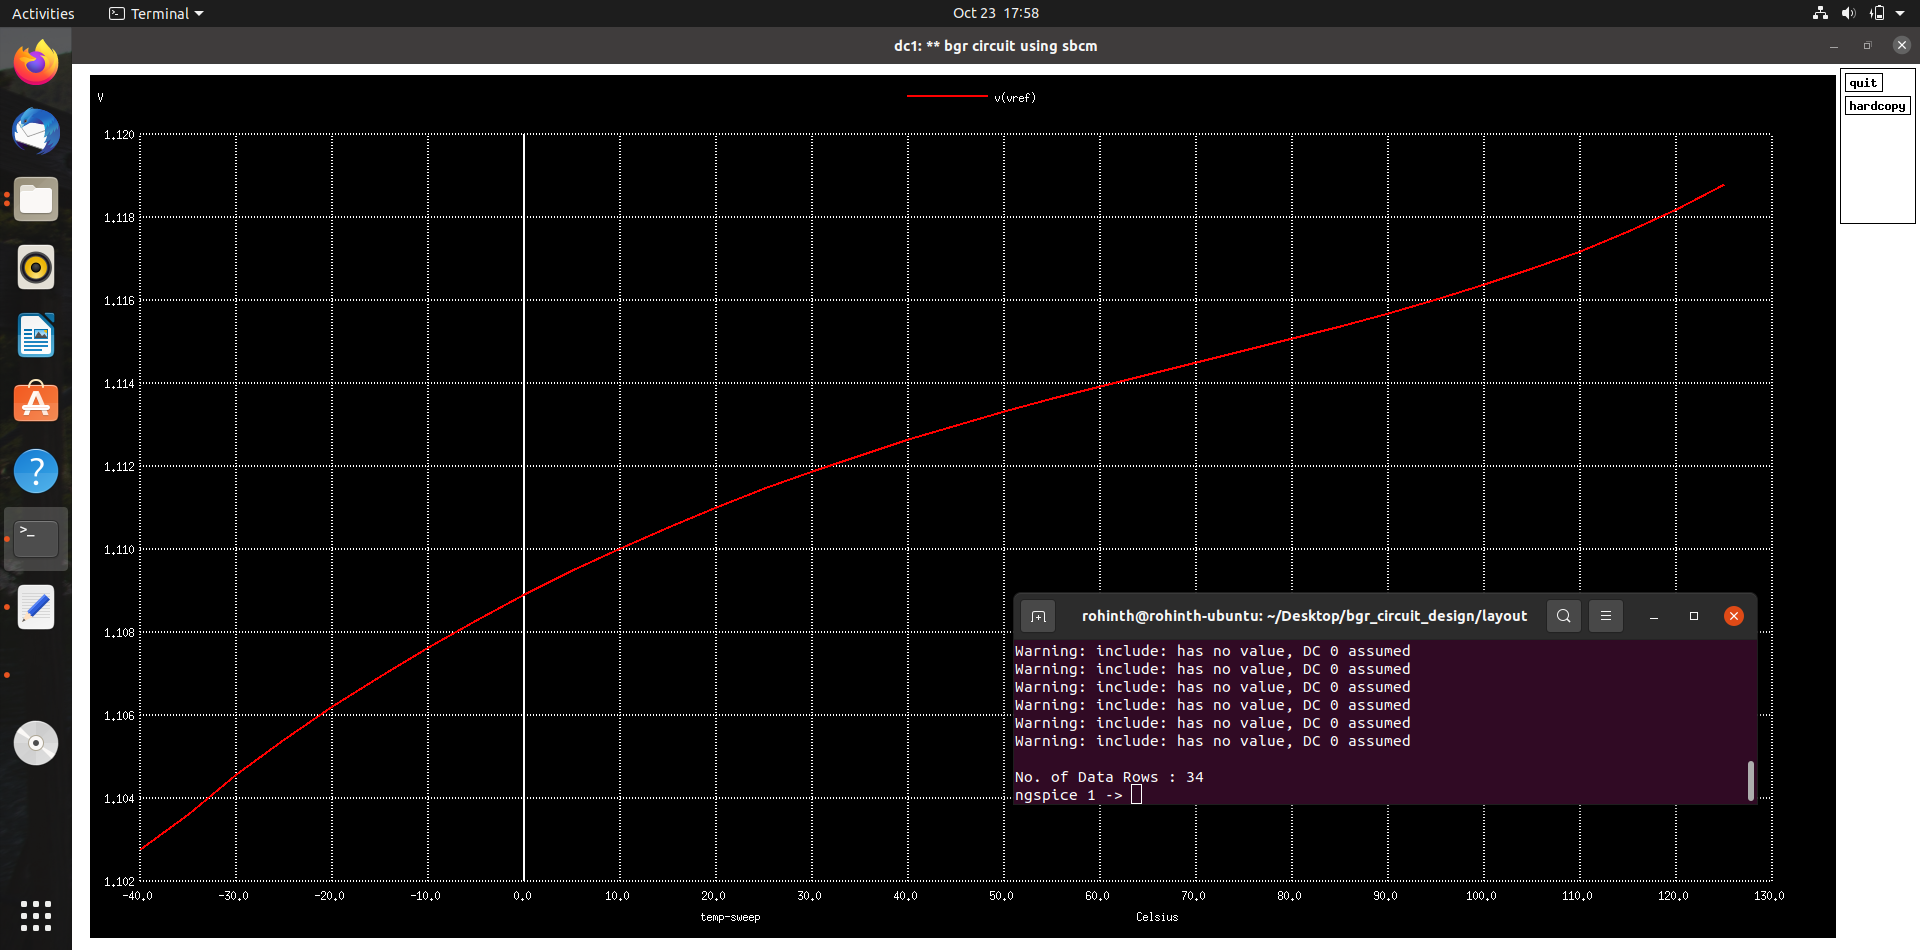 Activities
Terminal
Oct 23 17:58
dc1: ** bgr circuit using sbcm
quit
hardcopy
V
v(vref)
1.120
1.118
1.116
1.114
1.112
1.110
1.108
1.106
1.104
1.102
-40.0 -30.0 -20.0 -10.0 0.0 10.0 20.0 30.0 40.0 50.0 60.0 70.0 80.0 90.0 100.0 110.0 120.0 130.0
temp-sweep Celsius
rohinth@rohinth-ubuntu: ~/Desktop/bgr_circuit_design/layout
Warning: include: has no value, DC 0 assumed
Warning: include: has no value, DC 0 assumed
Warning: include: has no value, DC 0 assumed
Warning: include: has no value, DC 0 assumed
Warning: include: has no value, DC 0 assumed
Warning: include: has no value, DC 0 assumed
No. of Data Rows : 34
ngspice 1 ->